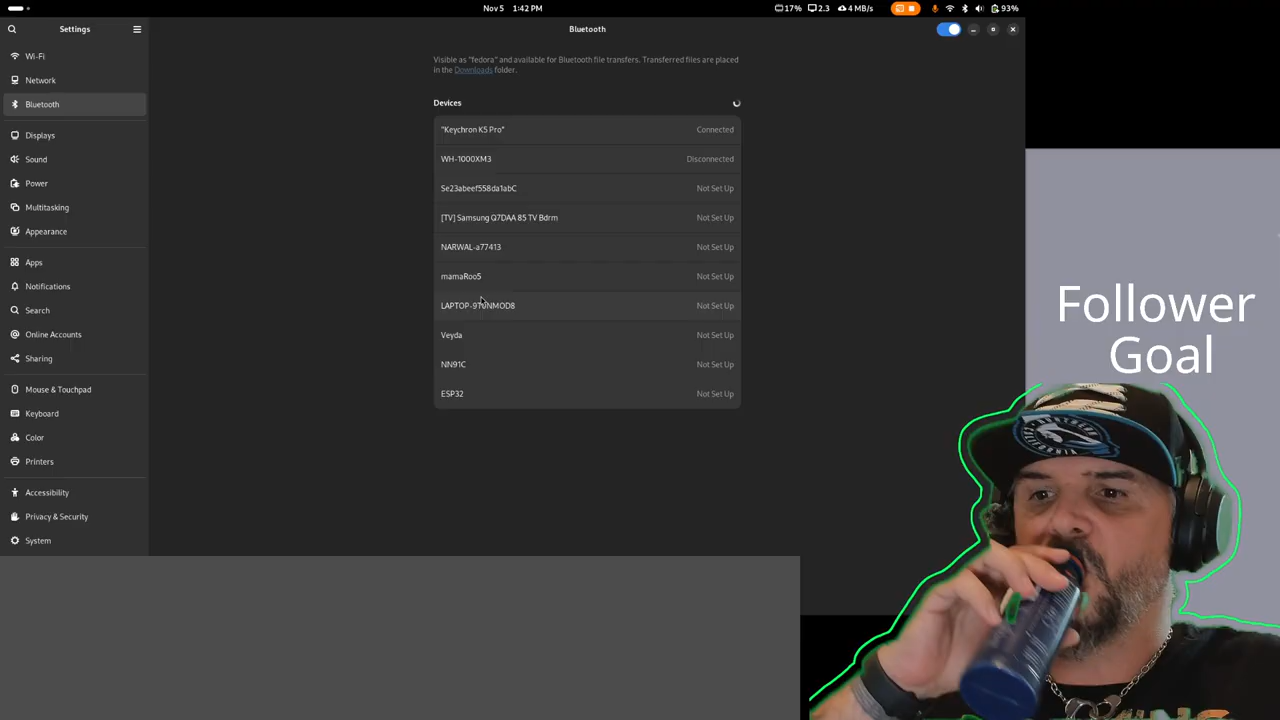 Nov 5 1:42 PM
17% 2.3 4 MB/s 93%
Settings
Bluetooth
Wi-Fi
Network
Bluetooth
Displays
Sound
Power
Multitasking
Appearance
Apps
Notifications
Search
Online Accounts
Sharing
Mouse & Touchpad
Keyboard
Color
Printers
Accessibility
Privacy & Security
System
Visible as "fedora" and available for Bluetooth file transfers. Transferred files are placed
in the Downloads folder.
Devices
"Keychron K5 Pro" Connected
WH-1000XM3 Disconnected
Se23abeef558da1abC Not Set Up
[TV] Samsung Q7DAA 85 TV Bdrm Not Set Up
NARWAL-a77413 Not Set Up
mamaRoo5 Not Set Up
Not Set Up
Veyda Not Set Up
NN91C Not Set Up
ESP32 Not Set Up
Follower
Goal